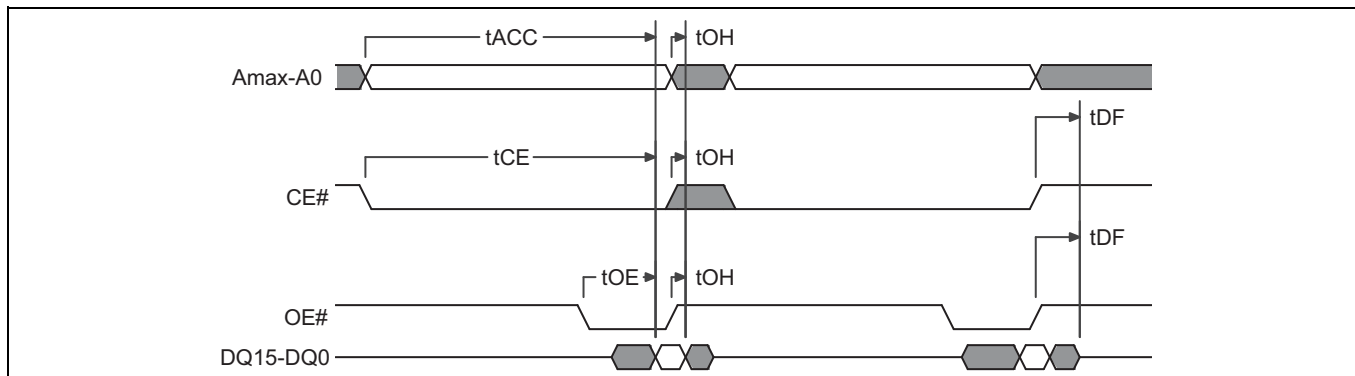 tACC tOH
Amax-A0
tDF
tCE tOH
CE#
tDF
tOE tOH
OE#
DQ15-DQ0